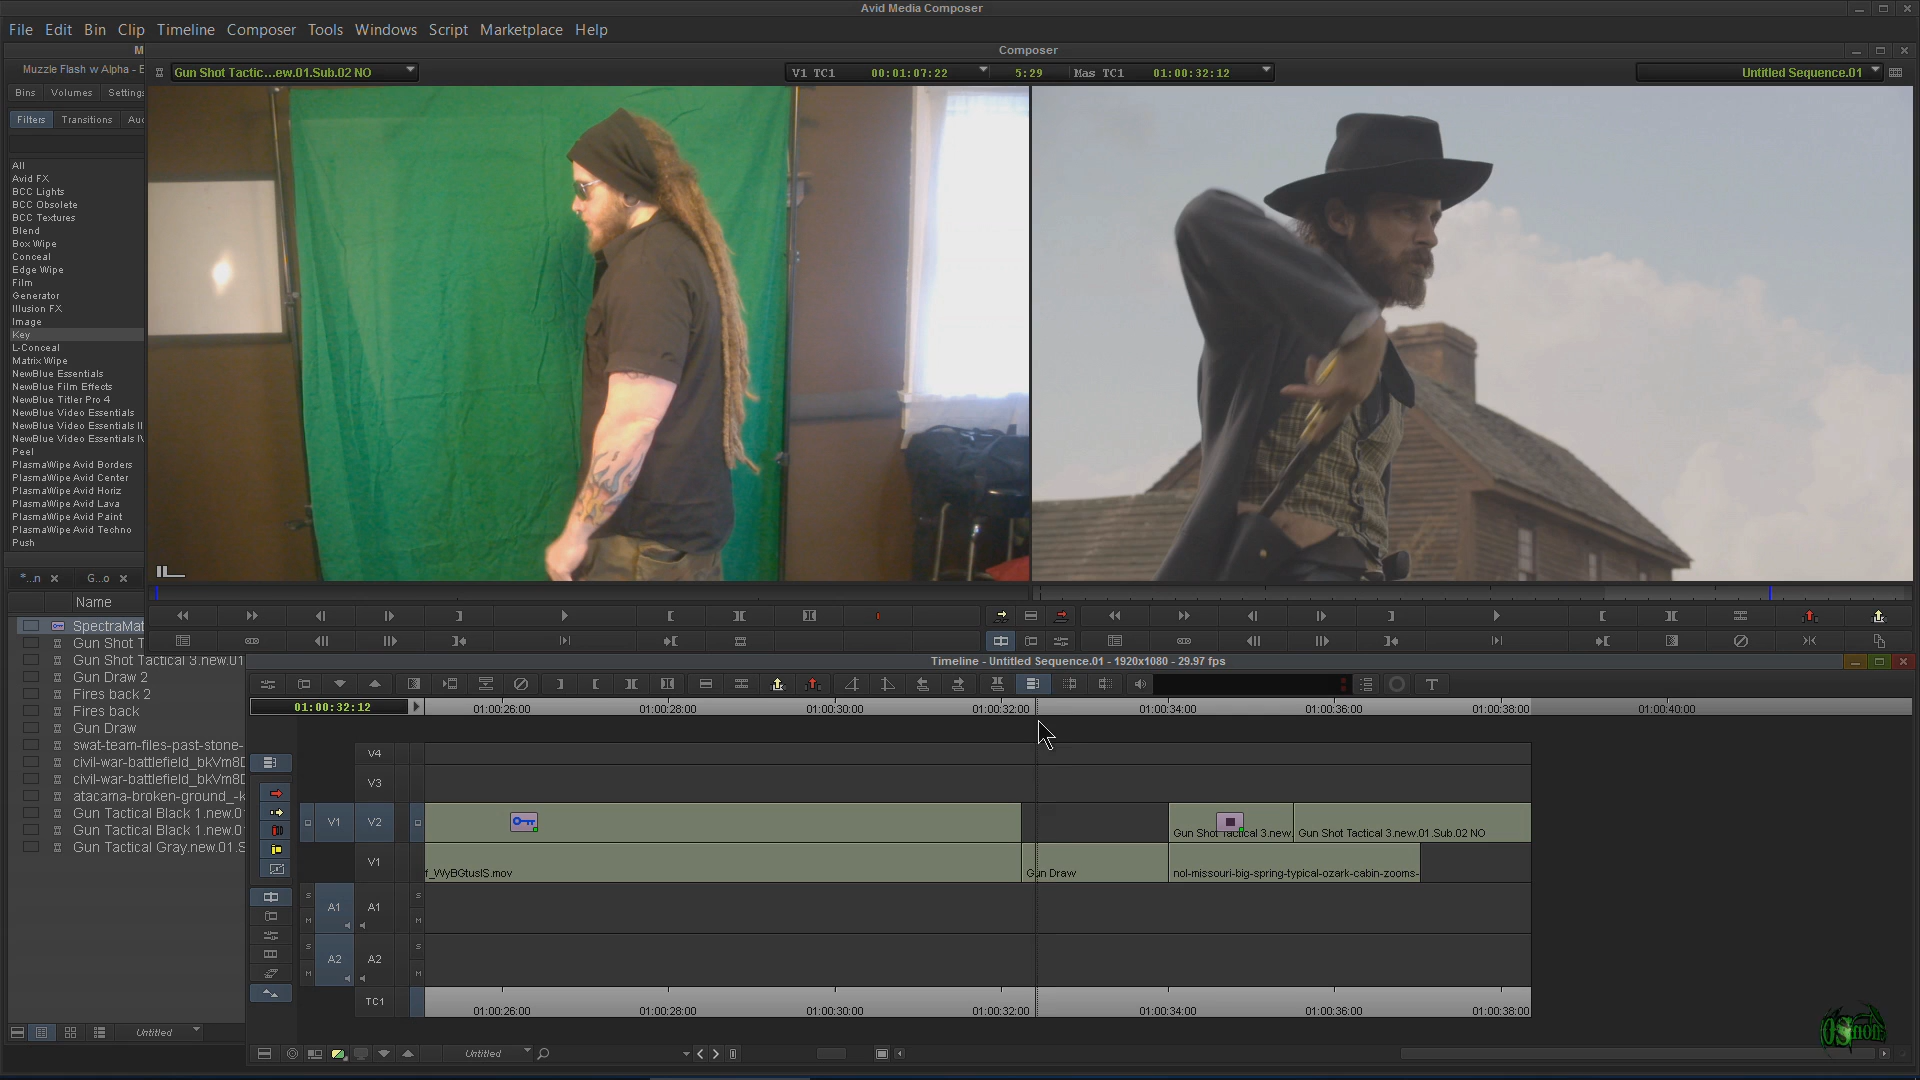 Avid Media Composer
File Edit Bin Clip Timeline Composer Tools Windows Script Marketplace Help
M
Composer
Muzzle Flash w Alpha - E
Gun Shot Tactic...ew.01.Sub.02 NO
V1 TC1 00:01:07:22 5:29 Mas TC1 01:00:32:12
Untitled Sequence.01
Bins Volumes Settings
Filters Transitions Auc
All
Avid FX
BCC Lights
BCC Obsolete
BCC Textures
Blend
Box Wipe
Conceal
Edge Wipe
Film
Generator
Illusion FX
Image
Key
L-Conceal
Matrix Wipe
NewBlue Essentials
NewBlue Film Effects
NewBlue Titler Pro 4
NewBlue Video Essentials
NewBlue Video Essentials II
NewBlue Video Essentials IV
Peel
PlasmaWipe Avid Borders
PlasmaWipe Avid Center
PlasmaWipe Avid Horiz
PlasmaWipe Avid Lava
PlasmaWipe Avid Paint
PlasmaWipe Avid Techno
Push
*...n G...o
Name
SpectraMat
Gun Shot T
Gun Shot Tactical 3.new.01
Gun Draw 2
Fires back 2
Fires back
Gun Draw
swat-team-files-past-stone-
civil-war-battlefield_bkVm8D
civil-war-battlefield_bkVm8D
atacama-broken-ground_-k
Gun Tactical Black 1.new.0
Gun Tactical Black 1.new.0
Gun Tactical Gray.new.01.S
Untitled
Timeline - Untitled Sequence.01 - 1920x1080 - 29.97 fps
T
01:00:32:12 01:00:26:00 01:00:28:00 01:00:30:00 01:00:32:00 01:00:34:00 01:00:36:00 01:00:38:00 01:00:40:00
V4
V3
V1 V2
Gun Shot Tactical 3.new. Gun Shot Tactical 3.new.01.Sub.02 NO
V1
f_WyBGtusIS.mov Gun Draw nol-missouri-big-spring-typical-ozark-cabin-zooms-
A1 A1 S M
A2 A2 S M M
TC1
01:00:26:00 01:00:28:00 01:00:30:00 01:00:32:00 01:00:34:00 01:00:36:00 01:00:38:00
Untitled